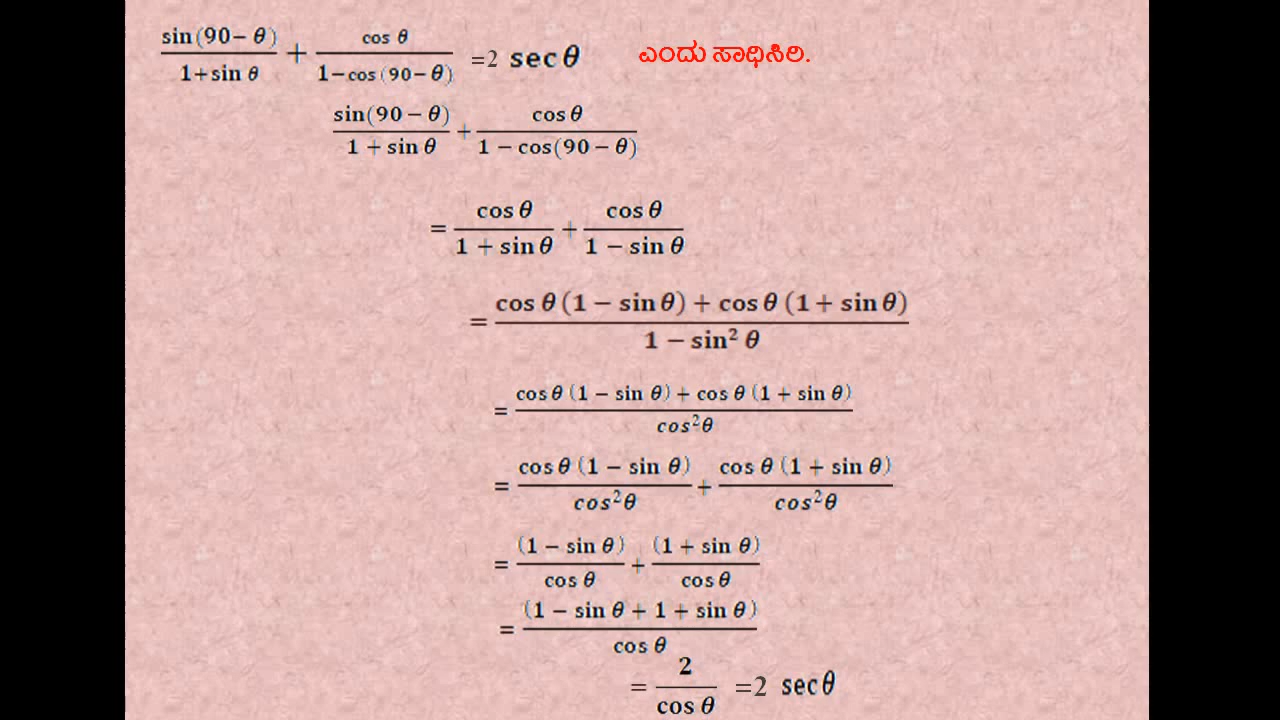 sin(90− θ)/1+sin θ + cos θ/1−cos(90−θ) =2 secθ ಎಂದು ಸಾಧಿಸಿರಿ.
sin(90 − θ)/1 + sin θ + cos θ/1 − cos(90 − θ)
= cos θ/1 + sin θ + cos θ/1 − sin θ
= cos θ (1 − sin θ) + cos θ (1 + sin θ)/1 − sin² θ
= cos θ (1 − sin θ) + cos θ (1 + sin θ)/cos²θ
= cos θ (1 − sin θ)/cos²θ + cos θ (1 + sin θ)/cos²θ
= (1 − sin θ)/cos θ + (1 + sin θ)/cos θ
= (1 − sin θ + 1 + sin θ)/cos θ
= 2/cos θ =2 secθ